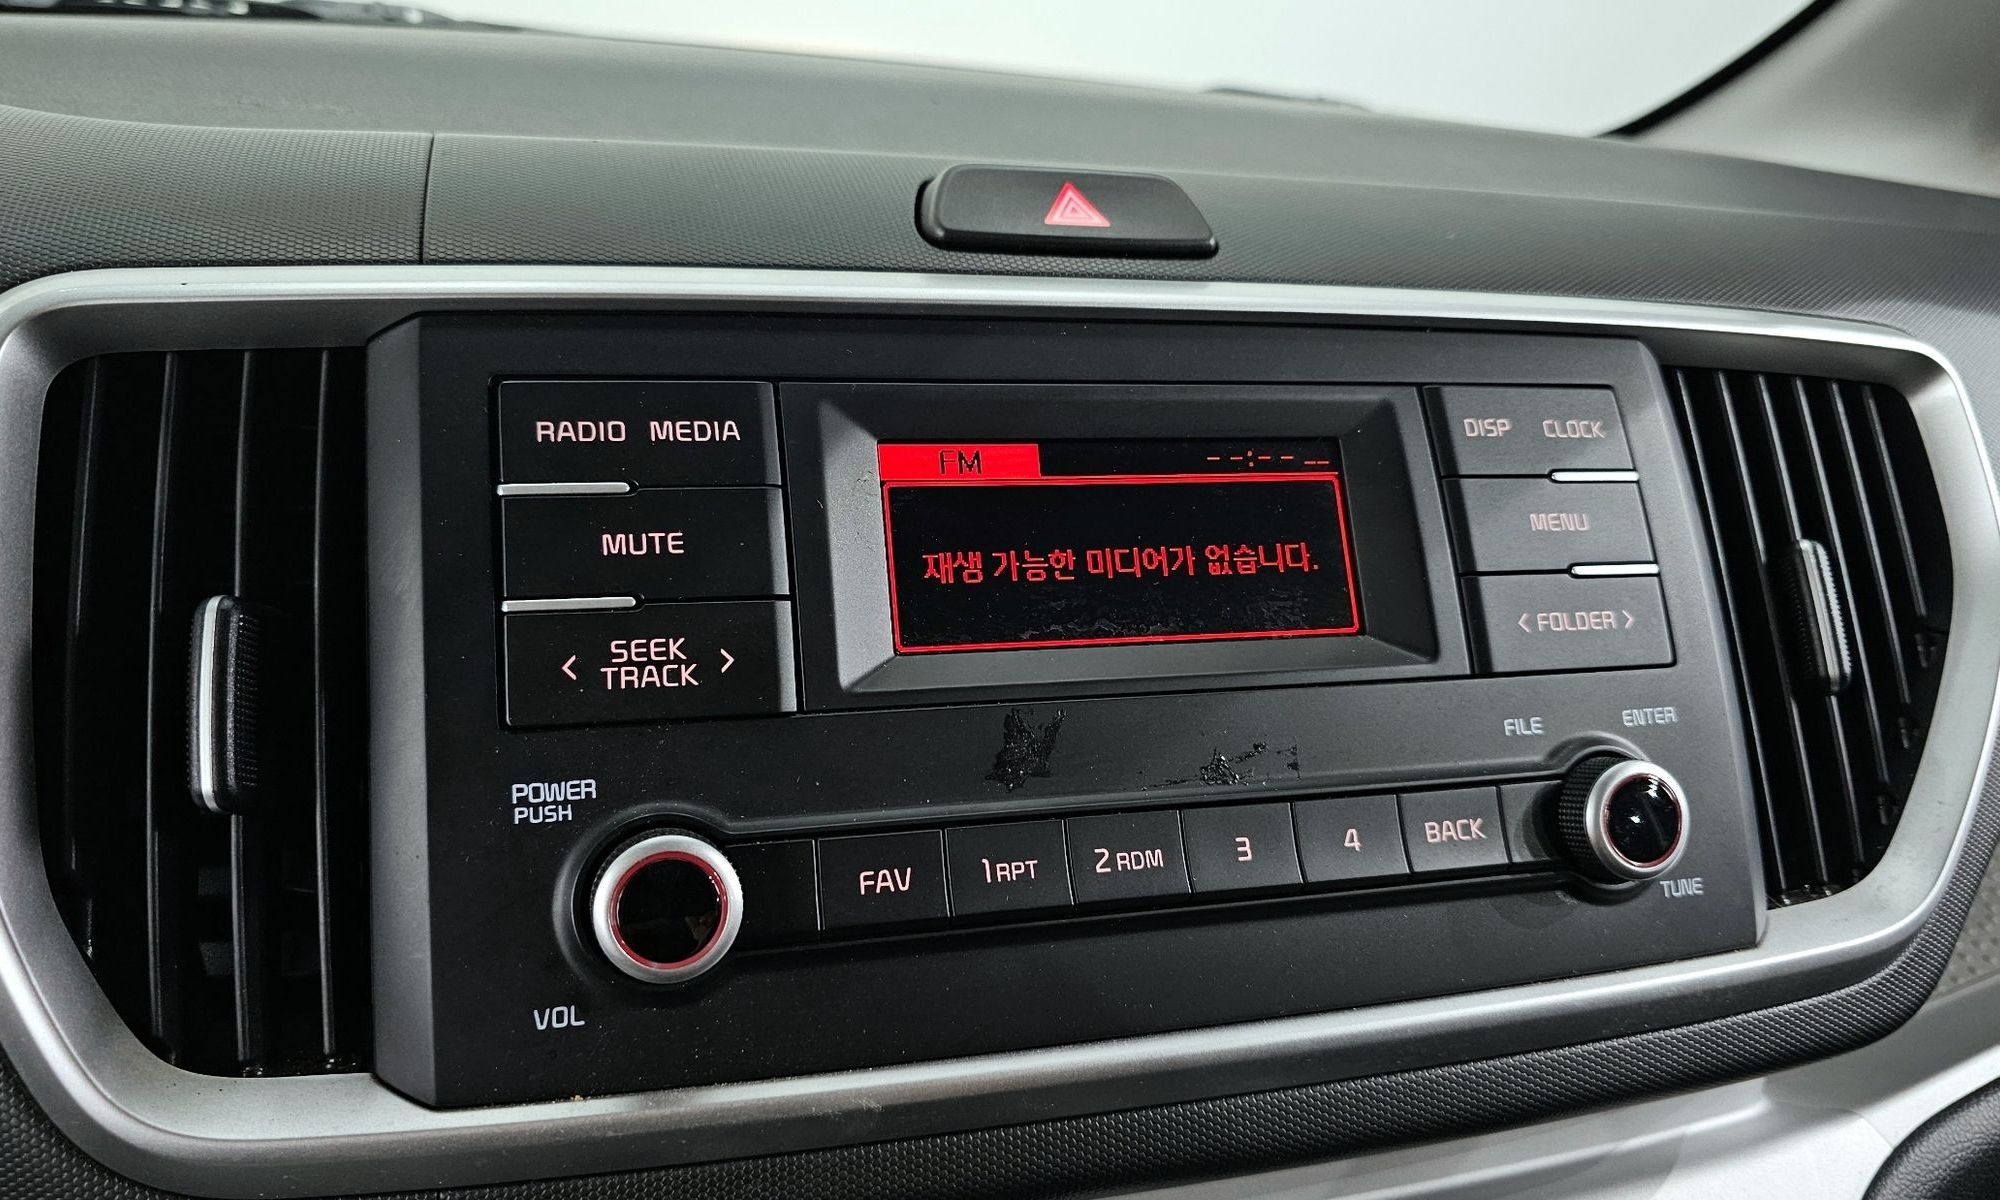 RADIO MEDIA
MUTE
< SEEK TRACK >
FM --:-- --
재생 가능한 미디어가 없습니다.
DISP CLOCK
MENU
< FOLDER >
POWER
PUSH
VOL
FAV
1 RPT
2 RDM
3
4
BACK
FILE
ENTER
TUNE